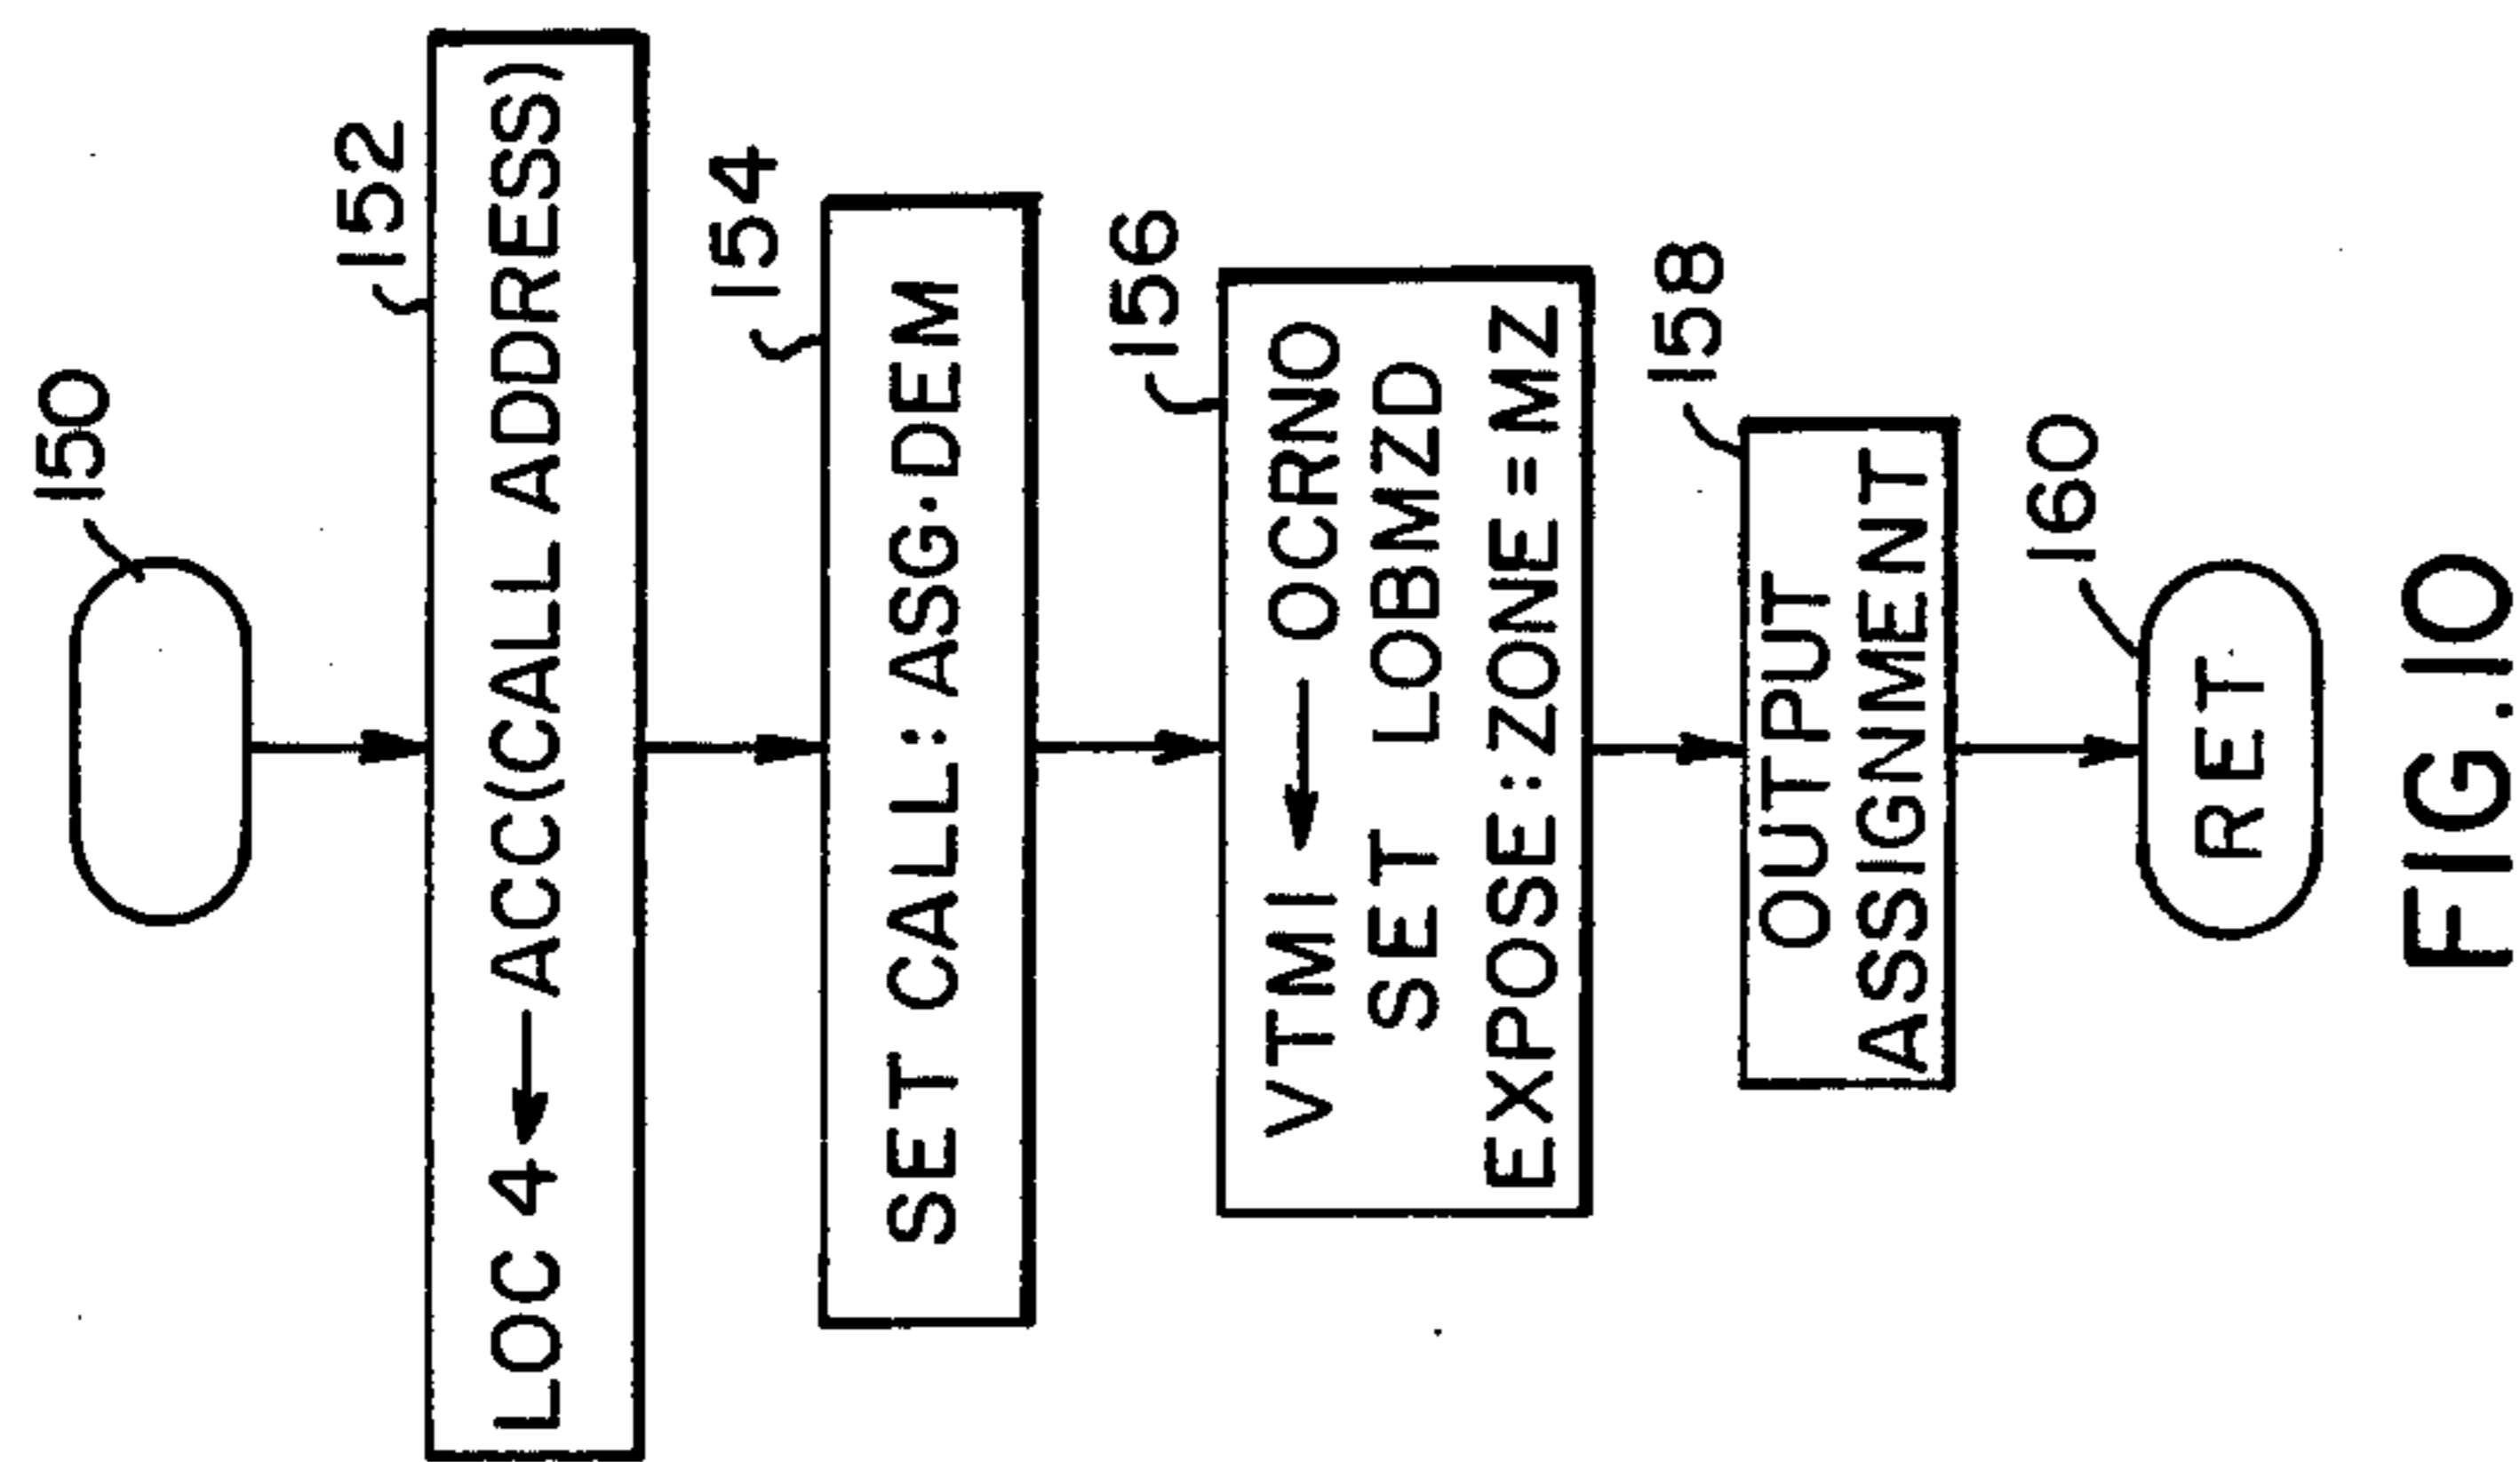 150
152
LOC 4 ← ACC(CALL ADDRESS)
154
SET CALL: ASG·DEM
156
VTMI ← OCRNO
SET LOBMZD
EXPOSE:ZONE=MZ
158
OUTPUT
ASSIGNMENT
160
RET.
FIG.10